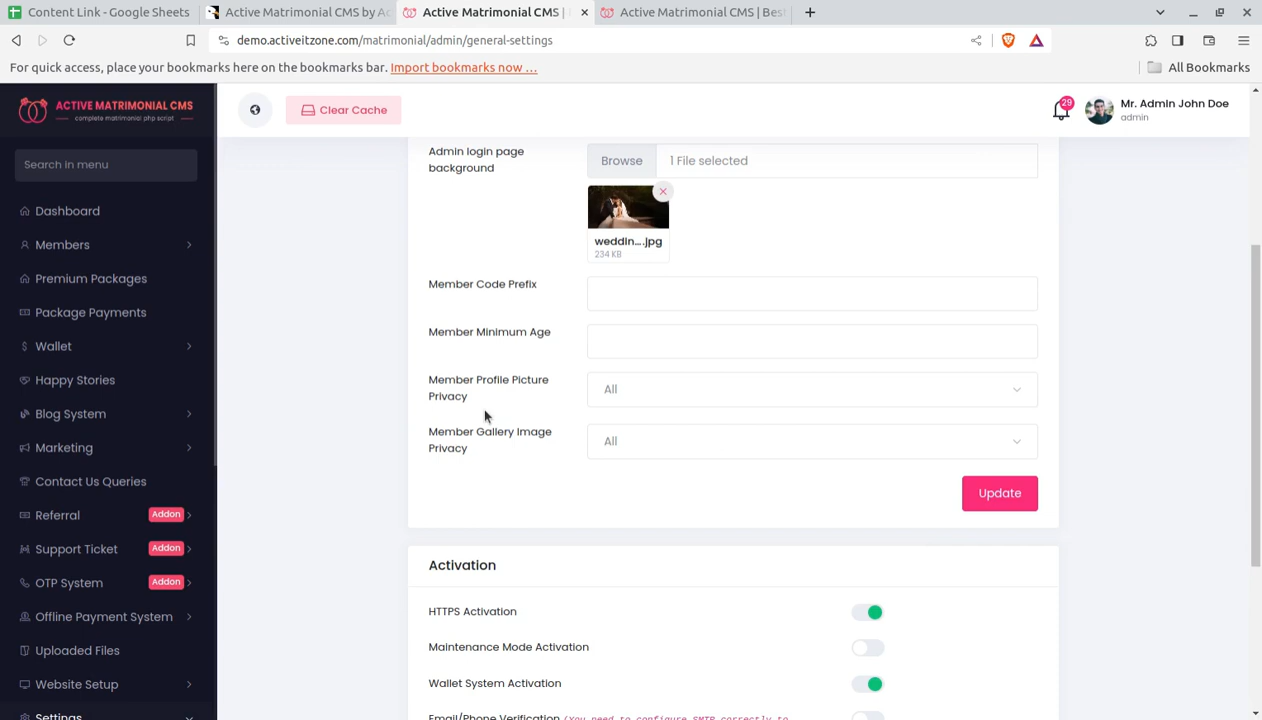 Content Link - Google Sheets
Active Matrimonial CMS by Ac
Active Matrimonial CMS |
Active Matrimonial CMS | Bes
demo.activeitzone.com/matrimonial/admin/general-settings
For quick access, place your bookmarks here on the bookmarks bar. Import bookmarks now …
All Bookmarks
ACTIVE MATRIMONIAL CMS
complete matrimonial php script
Clear Cache
29
Mr. Admin John Doe
admin
Search in menu
Dashboard
Members
Premium Packages
Package Payments
Wallet
Happy Stories
Blog System
Marketing
Contact Us Queries
Referral Addon
Support Ticket Addon
OTP System Addon
Offline Payment System
Uploaded Files
Website Setup
Settings
Admin login page
background
Browse 1 File selected
weddin....jpg
234 KB
Member Code Prefix
Member Minimum Age
Member Profile Picture
Privacy
All
Member Gallery Image
Privacy
All
Update
Activation
HTTPS Activation
Maintenance Mode Activation
Wallet System Activation
Email/Phone Verification (You need to configure SMTP correctly to